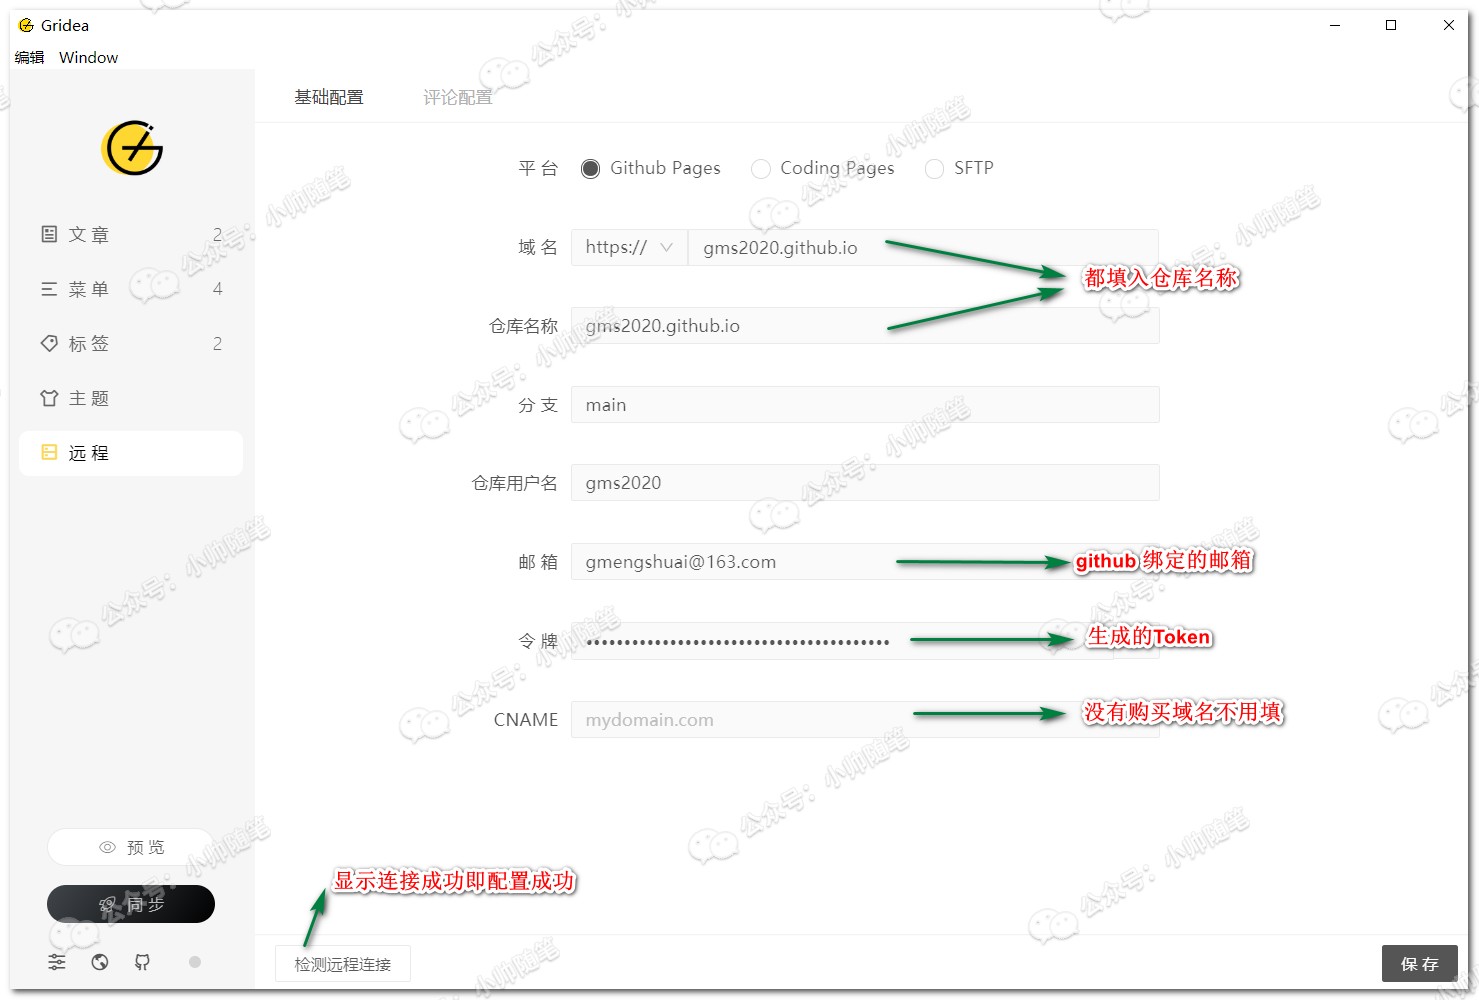 Gridea
编辑 Window
基础配置 评论配置
平台 Github Pages Coding Pages SFTP
文章 2
域名 https:// gms2020.github.io
都填入仓库名称
菜单 4
仓库名称 gms2020.github.io
标签 2
主题
分支 main
远程
仓库用户名 gms2020
邮箱 gmengshuai@163.com github 绑定的邮箱
令牌 •••••••••••••••••••••••••••••••••••••••• 生成的Token
CNAME mydomain.com 没有购买域名不用填
预览
显示连接成功即配置成功
同步
检测远程连接 保存
公众号：小帅随笔